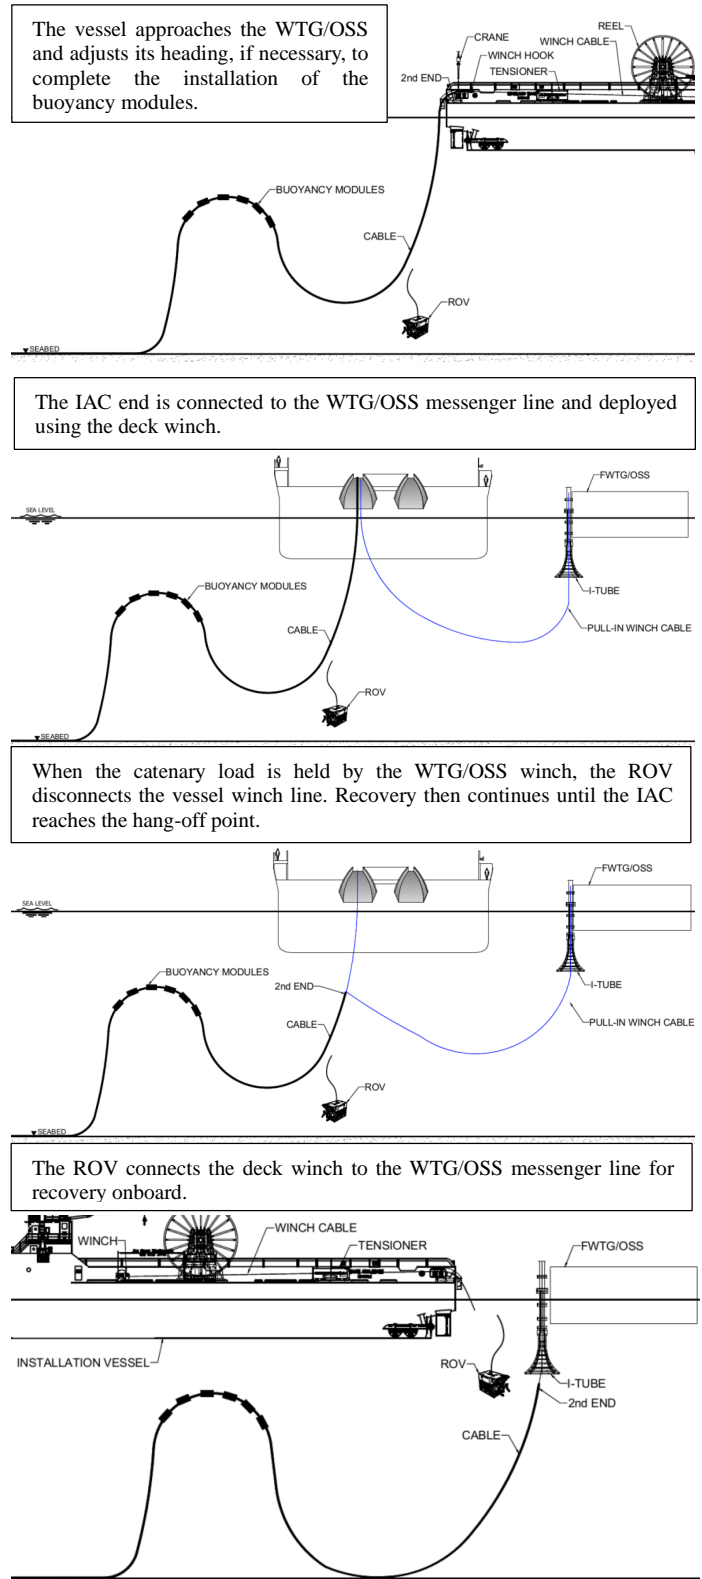 The vessel approaches the WTG/OSS
and adjusts its heading, if necessary, to
complete the installation of the
buoyancy modules.
REEL
CRANE
WINCH CABLE
WINCH HOOK
TENSIONER
2nd END
BUOYANCY MODULES
CABLE
ROV
SEABED
The IAC end is connected to the WTG/OSS messenger line and deployed
using the deck winch.
FWTG/OSS
SEA LEVEL
BUOYANCY MODULES
I-TUBE
CABLE
PULL-IN WINCH CABLE
ROV
SEABED
When the catenary load is held by the WTG/OSS winch, the ROV
disconnects the vessel winch line. Recovery then continues until the IAC
reaches the hang-off point.
FWTG/OSS
SEA LEVEL
BUOYANCY MODULES
2nd END
I-TUBE
CABLE
PULL-IN WINCH CABLE
ROV
SEABED
The ROV connects the deck winch to the WTG/OSS messenger line for
recovery onboard.
WINCH
WINCH CABLE
TENSIONER
FWTG/OSS
INSTALLATION VESSEL
ROV
I-TUBE
2nd END
CABLE